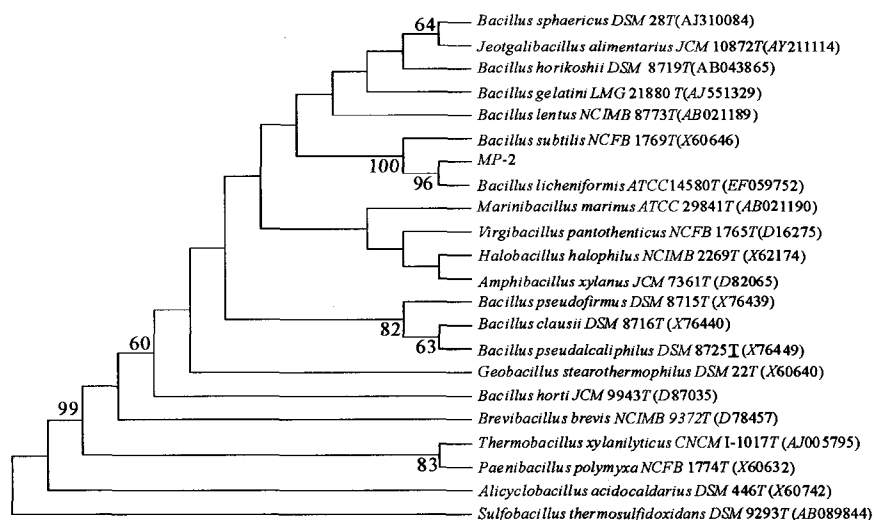 64
Bacillus sphaericus DSM 28T(AJ310084)
Jeotgalibacillus alimentarius JCM 10872T(AY211114)
Bacillus horikoshii DSM 8719T(AB043865)
Bacillus gelatini LMG 21880 T(AJ551329)
Bacillus lentus NCIMB 8773T(AB021189)
Bacillus subtilis NCFB 1769T(X60646)
100
MP-2
96
Bacillus licheniformis ATCC14580T(EF059752)
Marinibacillus marinus ATCC 29841T(AB021190)
Virgibacillus pantothenticus NCFB 1765T(D16275)
Halobacillus halophilus NCIMB 2269T (X62174)
Amphibacillus xylanus JCM 7361T(D82065)
Bacillus pseudofirmus DSM 8715T(X76439)
82
Bacillus clausii DSM 8716T(X76440)
63
Bacillus pseudalcaliphilus DSM 8725T(X76449)
60
Geobacillus stearothermophilus DSM 22T(X60640)
Bacillus horti JCM 9943T(D87035)
99
Brevibacillus brevis NCIMB 9372T(D78457)
Thermobacillus xylanilyticus CNCM I-1017T(AJ005795)
83
Paenibacillus polymyxa NCFB 1774T(X60632)
Alicyclobacillus acidocaldarius DSM 446T(X60742)
Sulfobacillus thermosulfidoxidans DSM 9293T(AB089844)